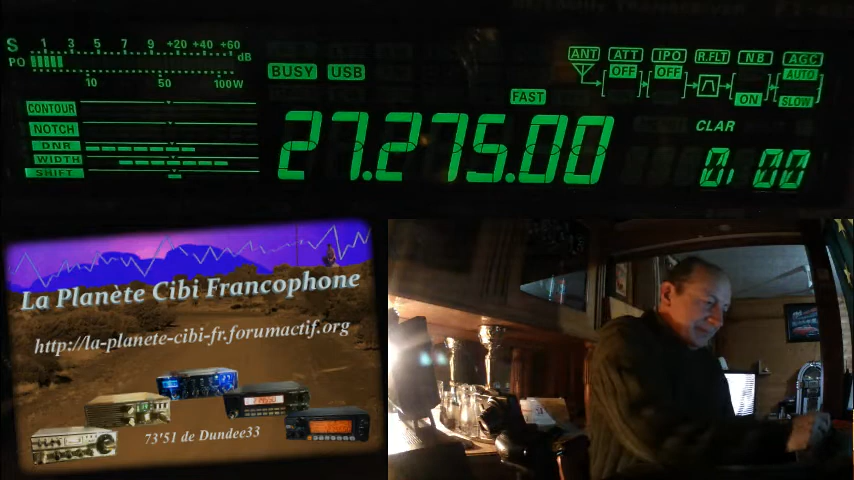 S 1 3 5 7 9 +20 +40 +60 dB
PO
10 50 100W
BUSY USB
ANT ATT IPO R.FLT NB AGC
OFF OFF AUTO
ON SLOW
FAST
CONTOUR
NOTCH
DNR
WIDTH
SHIFT
27.275.00
CLAR
0.00
La Planète Cibi Francophone
http://la-planete-cibi-fr.forumactif.org
73'51 de Dundee33